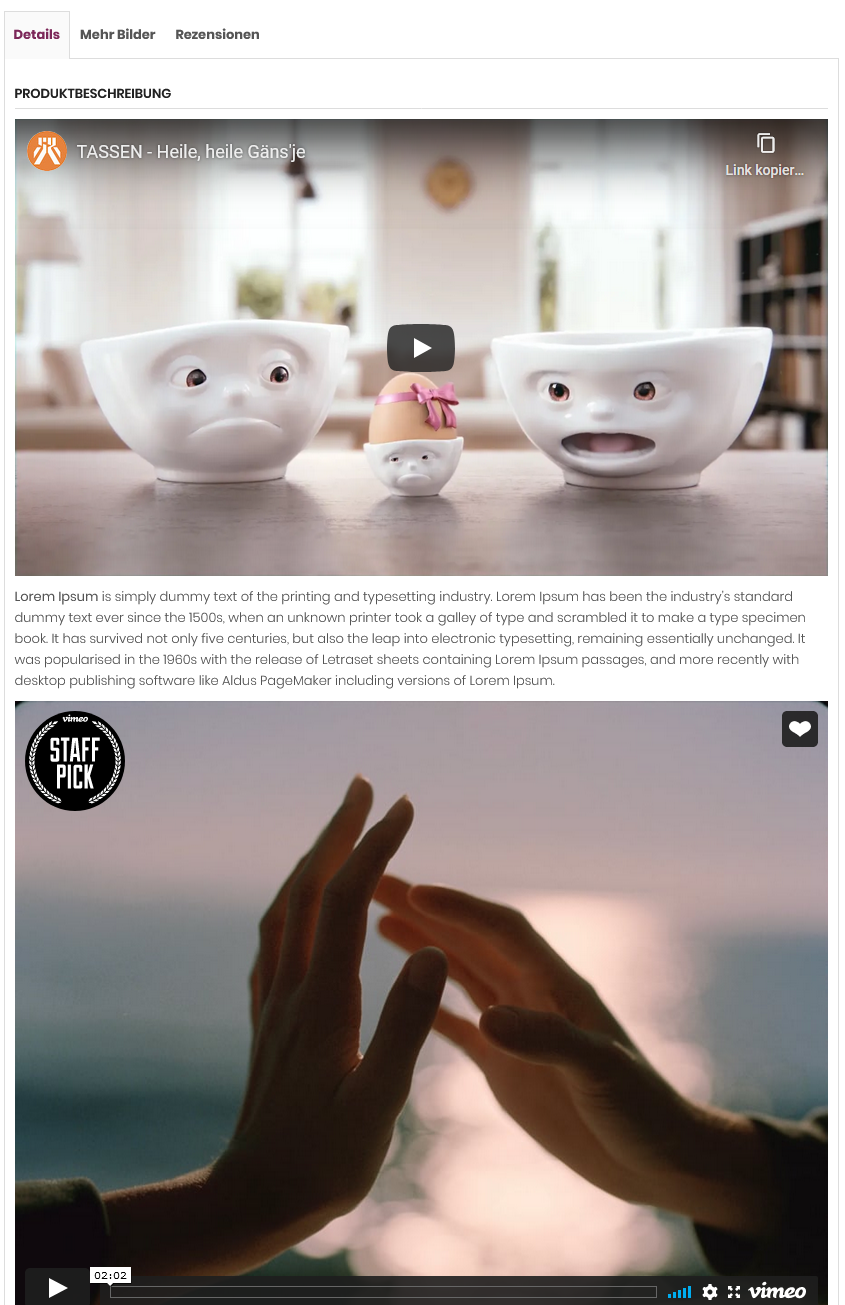 Details Mehr Bilder Rezensionen
PRODUKTBESCHREIBUNG
TASSEN - Heile, heile Gäns'je
Link kopier...
Lorem Ipsum is simply dummy text of the printing and typesetting industry. Lorem Ipsum has been the industry's standard
dummy text ever since the 1500s, when an unknown printer took a galley of type and scrambled it to make a type specimen
book. It has survived not only five centuries, but also the leap into electronic typesetting, remaining essentially unchanged. It
was popularised in the 1960s with the release of Letraset sheets containing Lorem Ipsum passages, and more recently with
desktop publishing software like Aldus PageMaker including versions of Lorem Ipsum.
vimeo
STAFF
PICK
02:02
vimeo